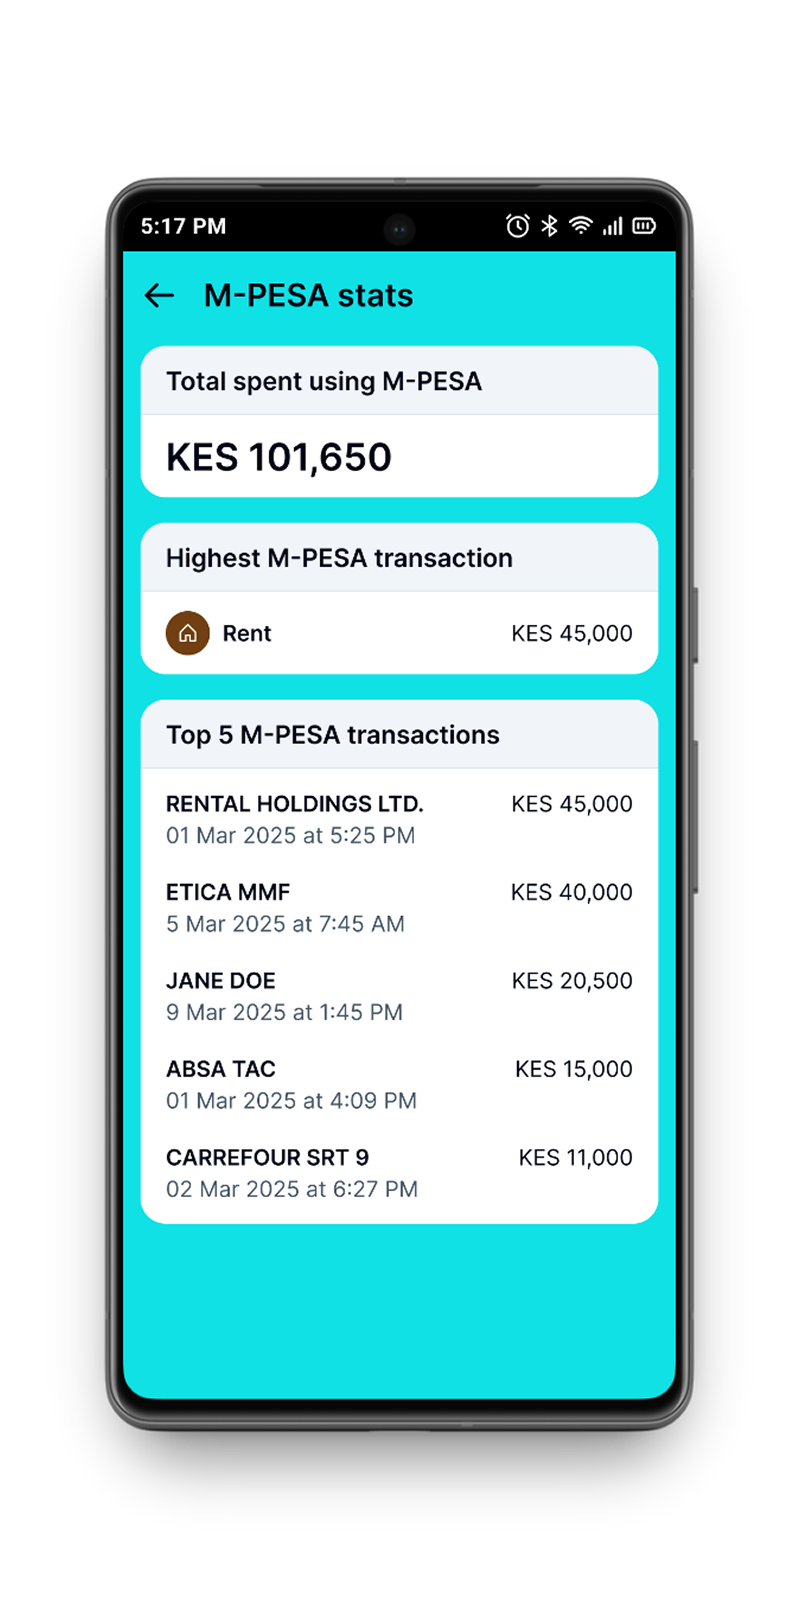 5:17 PM
M-PESA stats
Total spent using M-PESA
KES 101,650
Highest M-PESA transaction
Rent KES 45,000
Top 5 M-PESA transactions
RENTAL HOLDINGS LTD. KES 45,000
01 Mar 2025 at 5:25 PM
ETICA MMF KES 40,000
5 Mar 2025 at 7:45 AM
JANE DOE KES 20,500
9 Mar 2025 at 1:45 PM
ABSA TAC KES 15,000
01 Mar 2025 at 4:09 PM
CARREFOUR SRT 9 KES 11,000
02 Mar 2025 at 6:27 PM